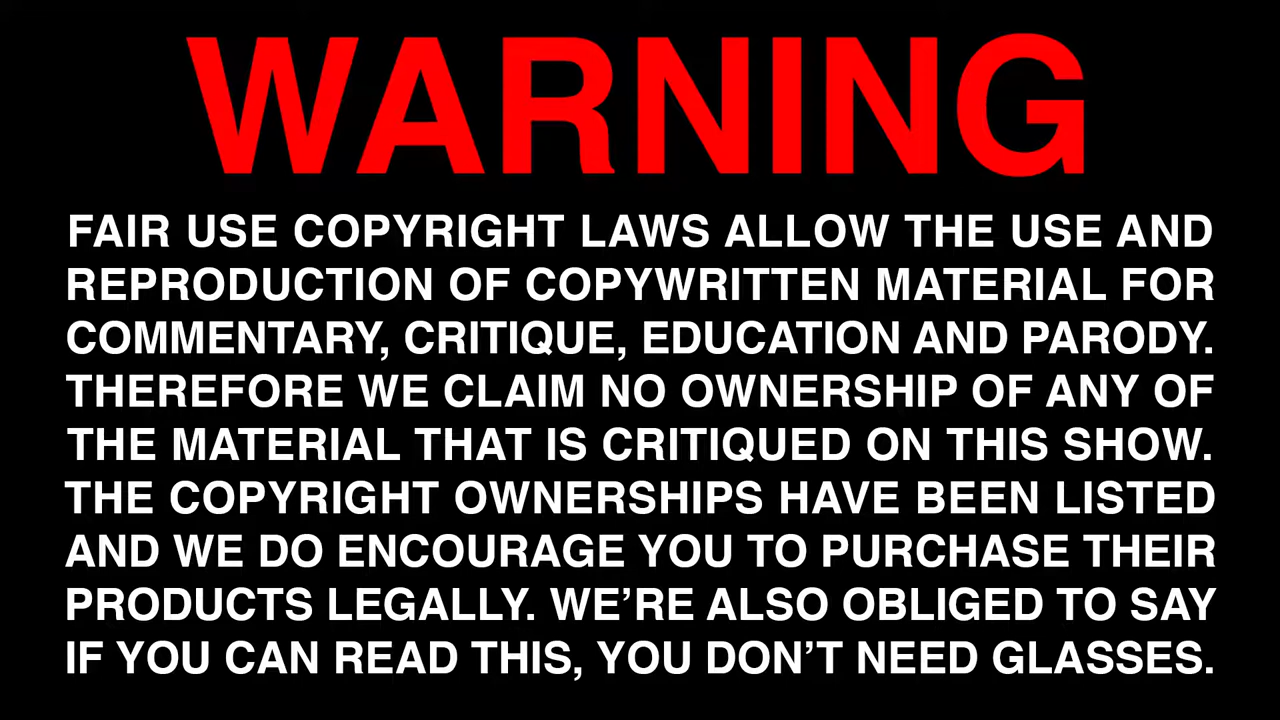 WARNING
FAIR USE COPYRIGHT LAWS ALLOW THE USE AND
REPRODUCTION OF COPYWRITTEN MATERIAL FOR
COMMENTARY, CRITIQUE, EDUCATION AND PARODY.
THEREFORE WE CLAIM NO OWNERSHIP OF ANY OF
THE MATERIAL THAT IS CRITIQUED ON THIS SHOW.
THE COPYRIGHT OWNERSHIPS HAVE BEEN LISTED
AND WE DO ENCOURAGE YOU TO PURCHASE THEIR
PRODUCTS LEGALLY. WE’RE ALSO OBLIGED TO SAY
IF YOU CAN READ THIS, YOU DON’T NEED GLASSES.